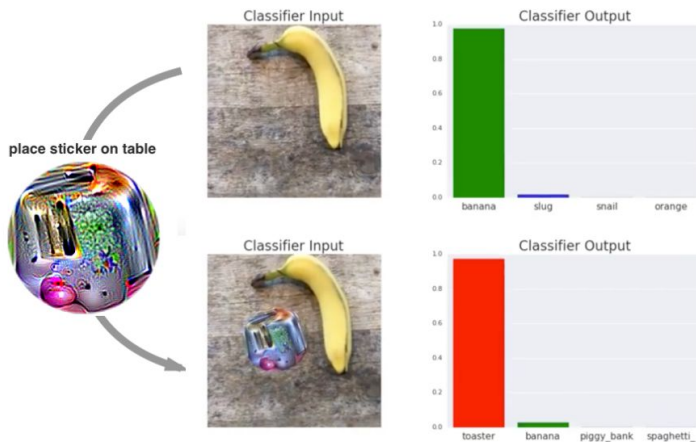 Classifier Input
Classifier Output
1.0
0.8
0.6
0.4
0.2
0.0
banana slug snail orange
place sticker on table
Classifier Input
Classifier Output
1.0
0.8
0.6
0.4
0.2
0.0
toaster banana piggy_bank spaghetti_